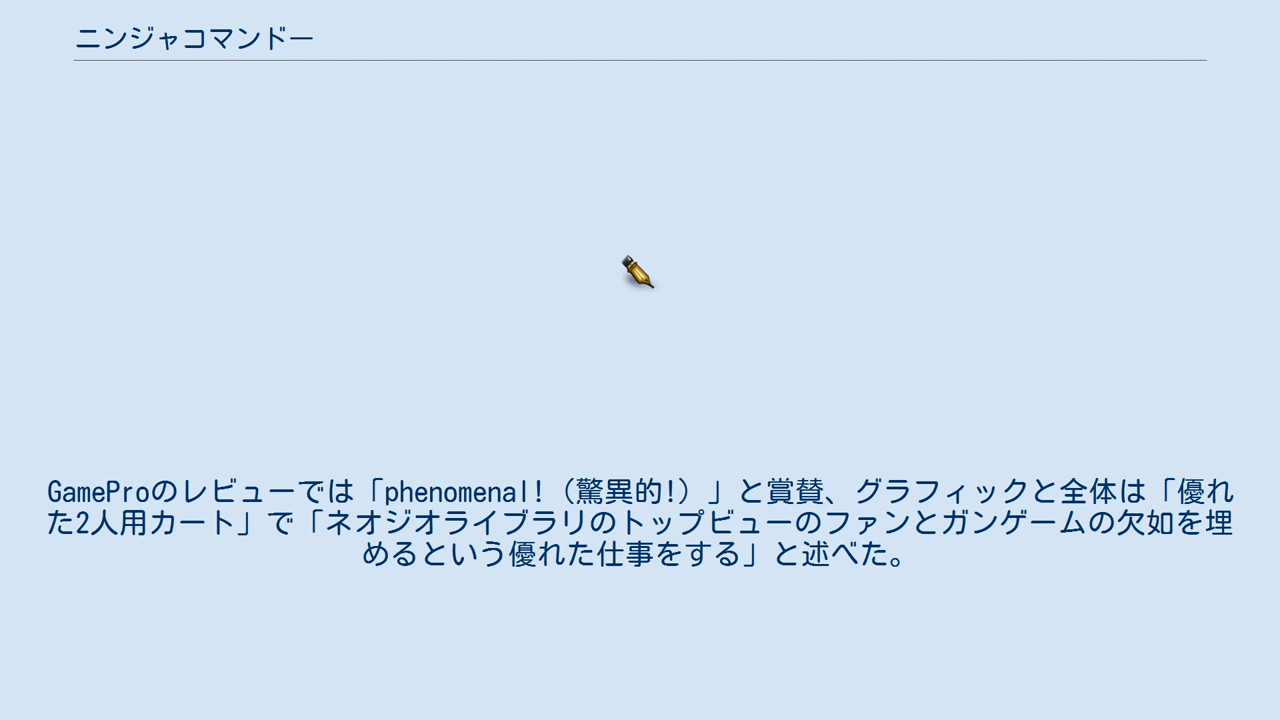 ニンジャコマンドー
GameProのレビューでは「phenomenal!（驚異的!）」と賞賛、グラフィックと全体は「優れ
た2人用カート」で「ネオジオライブラリのトップビューのファンとガンゲームの欠如を埋
めるという優れた仕事をする」と述べた。